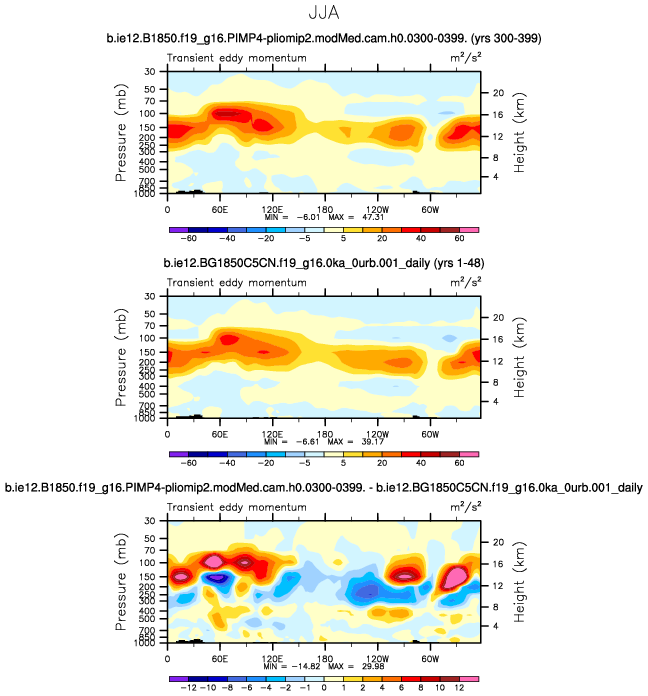 JJA
b.ie12.B1850.f19_g16.PIMP4-pliomip2.modMed.cam.h0.0300-0399. (yrs 300-399)
Transient eddy momentum m²/s²
Pressure (mb)
Height (km)
30
50
70
100
150
200
250
300
500
700
850
1000
20
16
12
8
4
0 60E 120E 180 120W 60W
MIN = -6.01 MAX = 47.31
-60 -40 -20 -5 5 20 40 60
b.ie12.BG1850C5CN.f19_g16.0ka_0urb.001_daily (yrs 1-48)
Transient eddy momentum m²/s²
Pressure (mb)
Height (km)
30
50
70
100
150
200
250
300
500
700
850
1000
20
16
12
8
4
0 60E 120E 180 120W 60W
MIN = -6.61 MAX = 39.17
-60 -40 -20 -5 5 20 40 60
b.ie12.B1850.f19_g16.PIMP4-pliomip2.modMed.cam.h0.0300-0399. - b.ie12.BG1850C5CN.f19_g16.0ka_0urb.001_daily
Transient eddy momentum m²/s²
Pressure (mb)
Height (km)
30
50
70
100
150
200
250
300
500
700
850
1000
20
16
12
8
4
0 60E 120E 180 120W 60W
MIN = -14.82 MAX = 29.98
-12 -10 -8 -6 -4 -2 -1 0 1 2 4 6 8 10 12